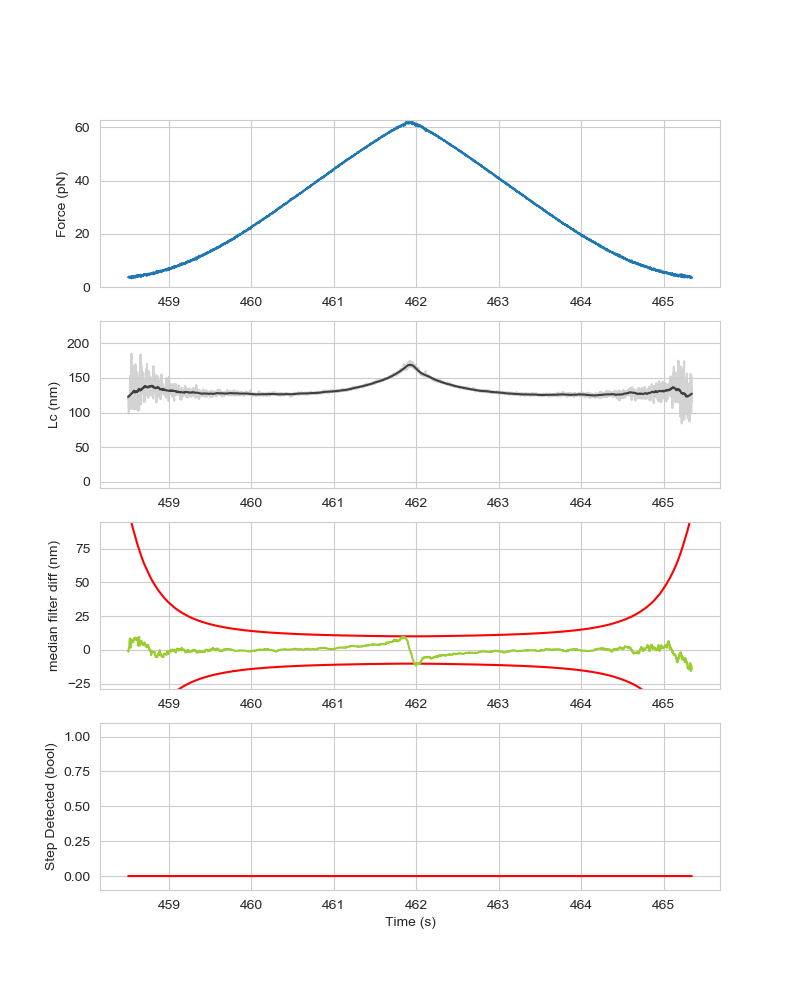 60
40
20
0
Force (pN)
459 460 461 462 463 464 465
200
150
100
50
0
Lc (nm)
459 460 461 462 463 464 465
75
50
25
0
−25
median filter diff (nm)
459 460 461 462 463 464 465
1.00
0.75
0.50
0.25
0.00
Step Detected (bool)
459 460 461 462 463 464 465
Time (s)